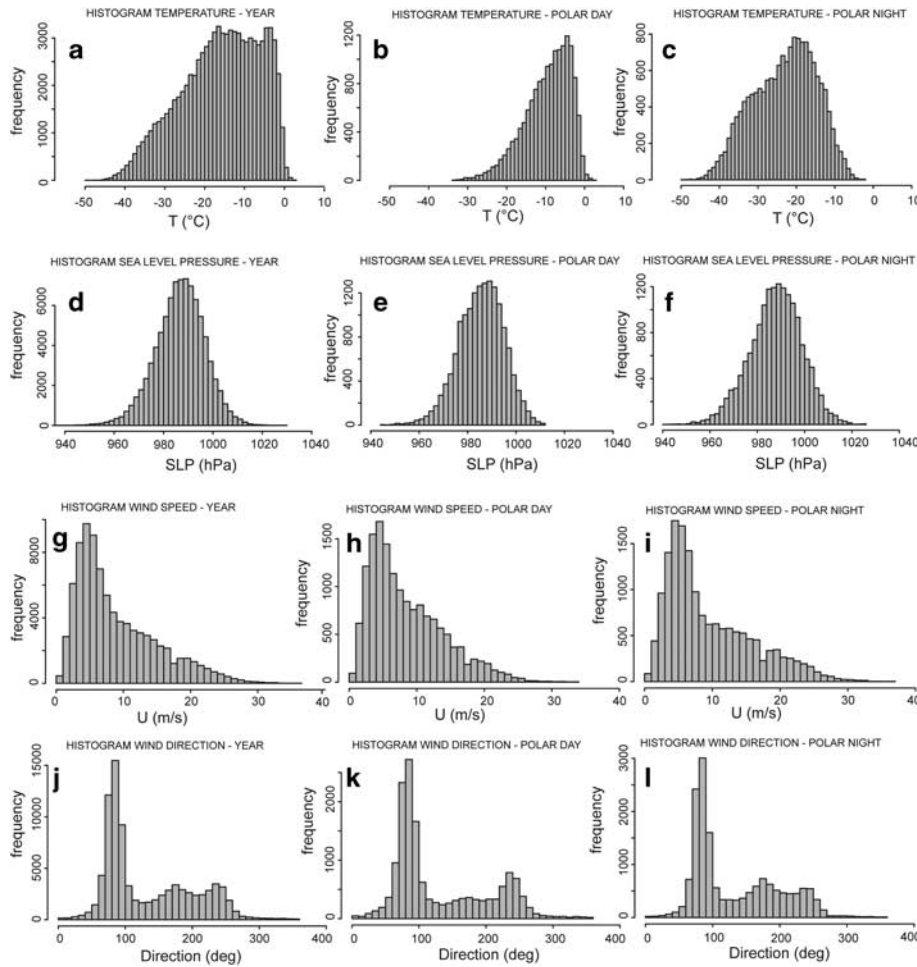 HISTOGRAM TEMPERATURE - YEAR
a
frequency
0 1000 2000 3000
-50 -40 -30 -20 -10 0 10
T (°C)
HISTOGRAM TEMPERATURE - POLAR DAY
b
frequency
0 400 800 1200
-50 -40 -30 -20 -10 0 10
T (°C)
HISTOGRAM TEMPERATURE - POLAR NIGHT
c
frequency
0 200 400 600 800
-50 -40 -30 -20 -10 0 10
T (°C)
HISTOGRAM SEA LEVEL PRESSURE - YEAR
d
frequency
0 2000 4000 6000
940 960 980 1000 1020 1040
SLP (hPa)
HISTOGRAM SEA LEVEL PRESSURE - POLAR DAY
e
frequency
0 400 800 1200
940 960 980 1000 1020 1040
SLP (hPa)
HISTOGRAM SEA LEVEL PRESSURE - POLAR NIGHT
f
frequency
0 400 800 1200
940 960 980 1000 1020 1040
SLP (hPa)
HISTOGRAM WIND SPEED - YEAR
g
frequency
0 4000 8000
0 10 20 30 40
U (m/s)
HISTOGRAM WIND SPEED - POLAR DAY
h
frequency
0 500 1000 1500
0 10 20 30 40
U (m/s)
HISTOGRAM WIND SPEED - POLAR NIGHT
i
frequency
0 500 1000 1500
0 10 20 30 40
U (m/s)
HISTOGRAM WIND DIRECTION - YEAR
j
frequency
0 5000 10000 15000
0 100 200 300 400
Direction (deg)
HISTOGRAM WIND DIRECTION - POLAR DAY
k
frequency
0 500 1500 2500
0 100 200 300 400
Direction (deg)
HISTOGRAM WIND DIRECTION - POLAR NIGHT
l
frequency
0 1000 2000 3000
0 100 200 300 400
Direction (deg)